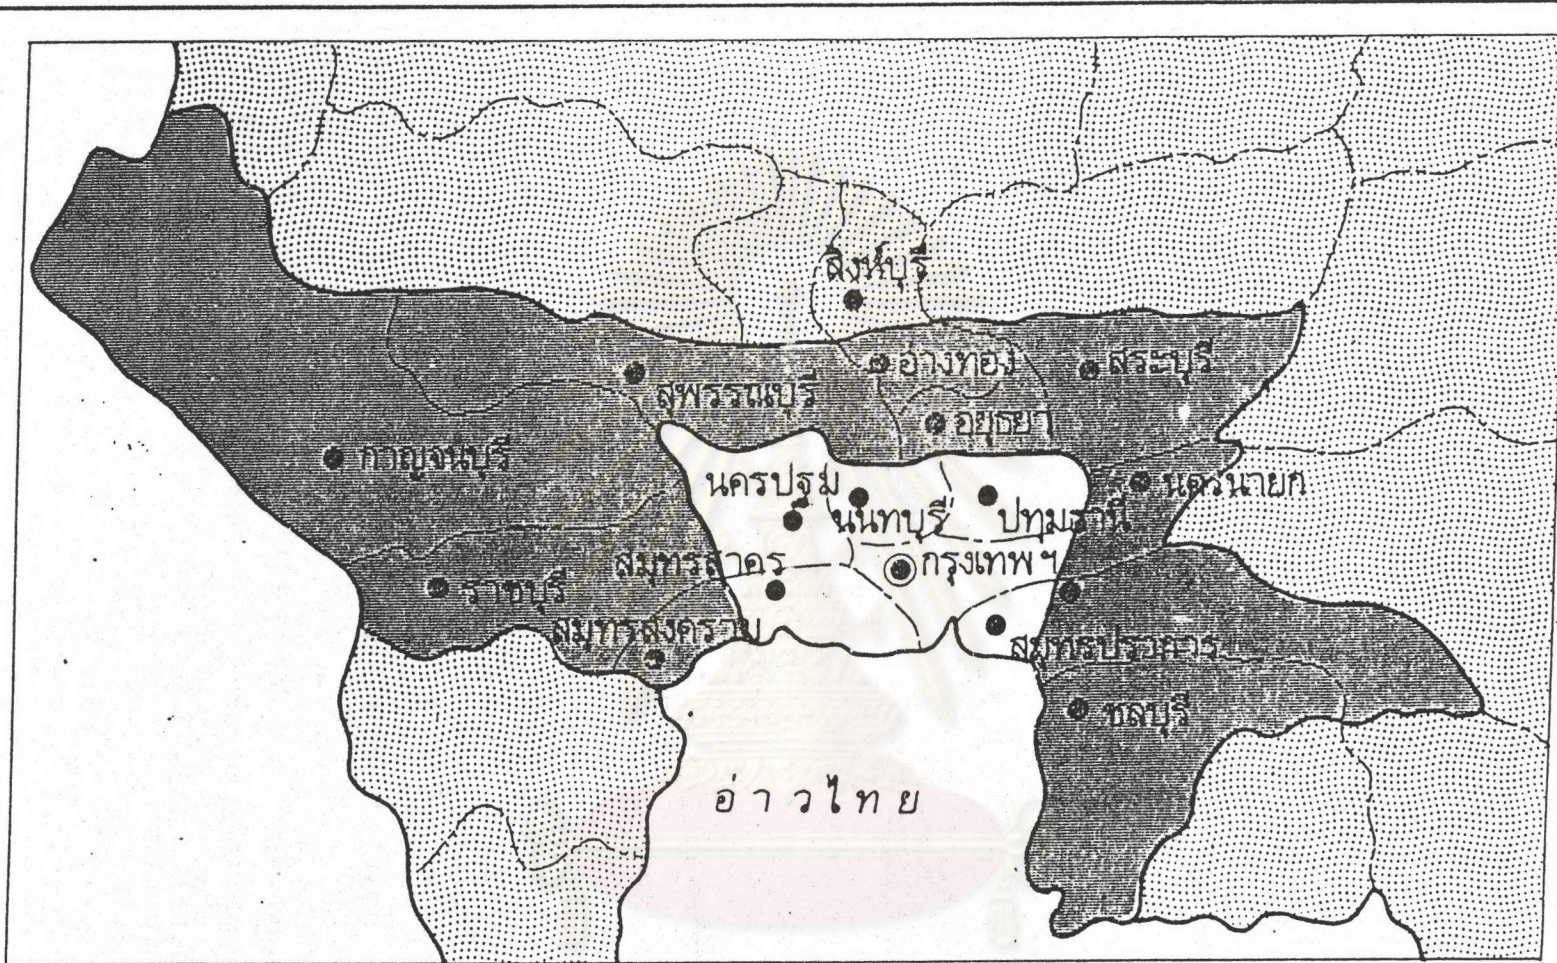 สิงห์บุรี
อ่างทอง
สระบุรี
สุพรรณบุรี
อยุธยา
กาญจนบุรี
นครปฐม
นนทบุรี
ปทุมธานี
นครนายก
สมุทรสาคร
กรุงเทพฯ
ราชบุรี
สมุทรสงคราม
สมุทรปราการ
ชลบุรี
อ่าวไทย